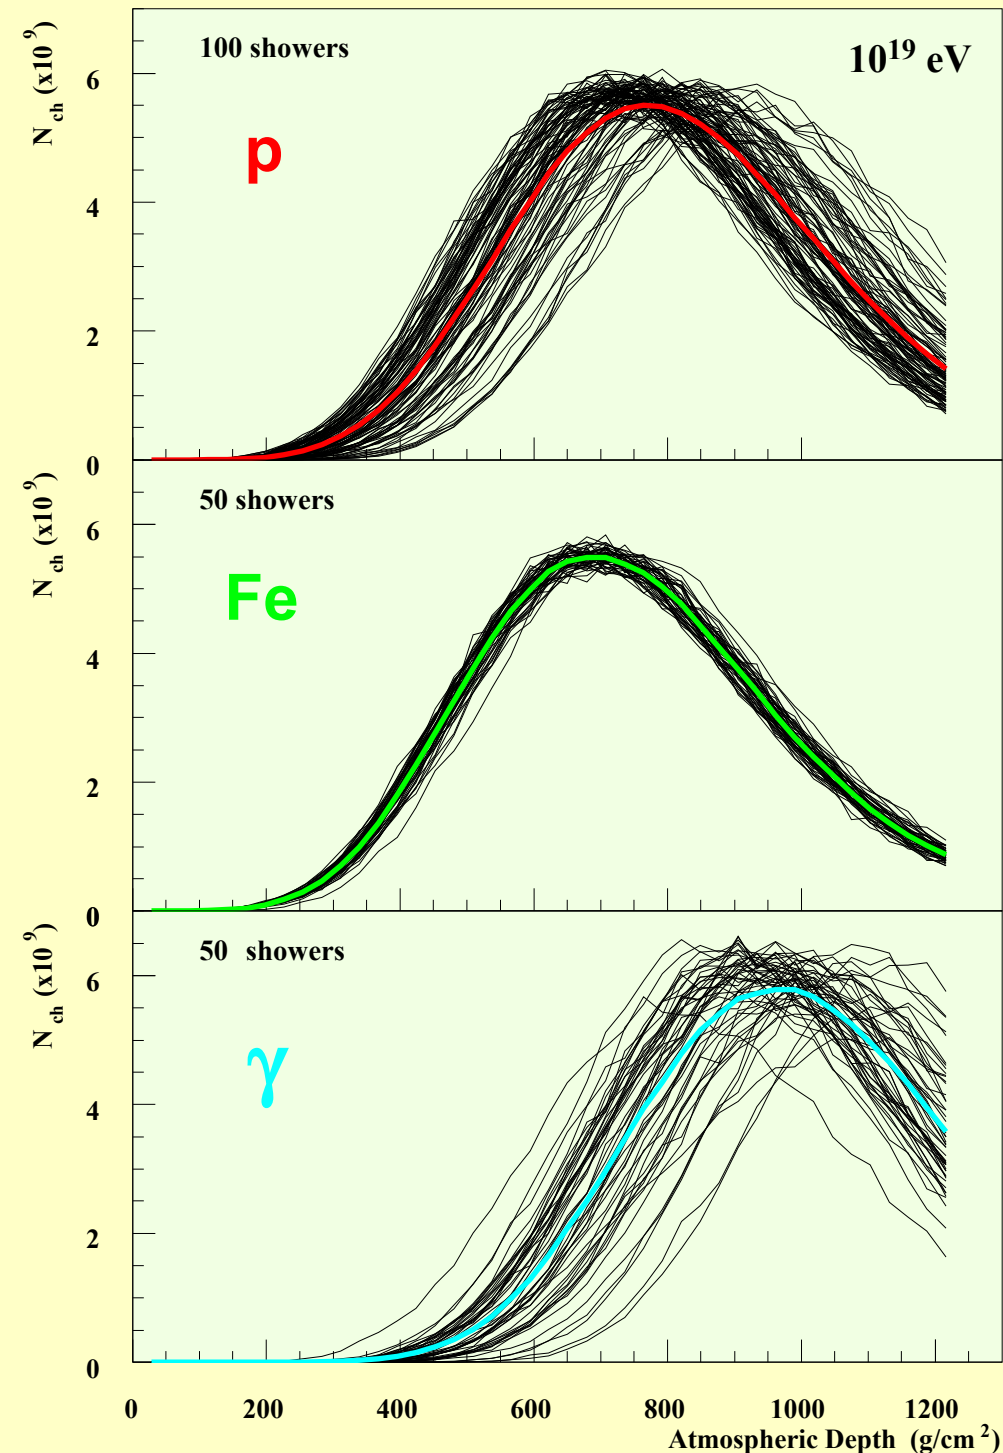 100 showers
10¹⁹ eV
N_ch (x10⁹)
p
6
4
2
0
50 showers
N_ch (x10⁹)
Fe
6
4
2
0
50 showers
N_ch (x10⁹)
γ
6
4
2
0
0 200 400 600 800 1000 1200
Atmospheric Depth (g/cm²)